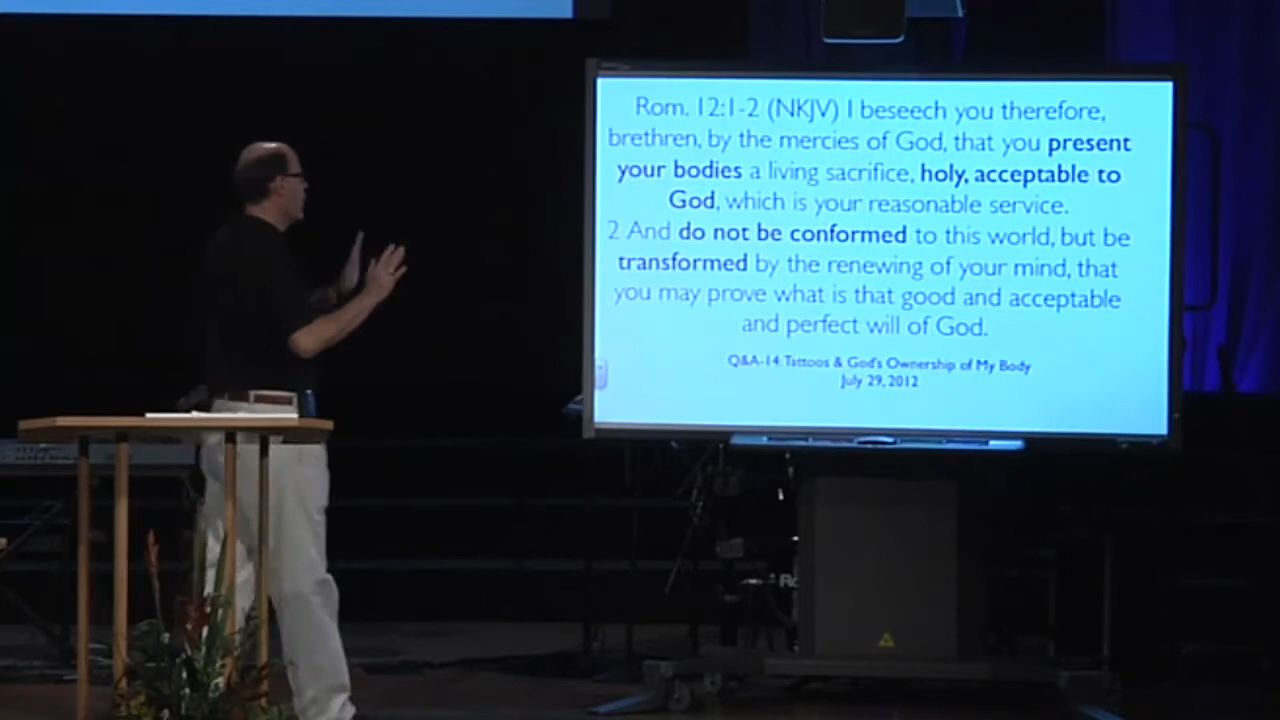 Rom. 12:1-2 (NKJV) I beseech you therefore,
brethren, by the mercies of God, that you present
your bodies a living sacrifice, holy, acceptable to
God, which is your reasonable service.
2 And do not be conformed to this world, but be
transformed by the renewing of your mind, that
you may prove what is that good and acceptable
and perfect will of God.
Q&A-14: Tattoos & God's Ownership of My Body
July 29, 2012